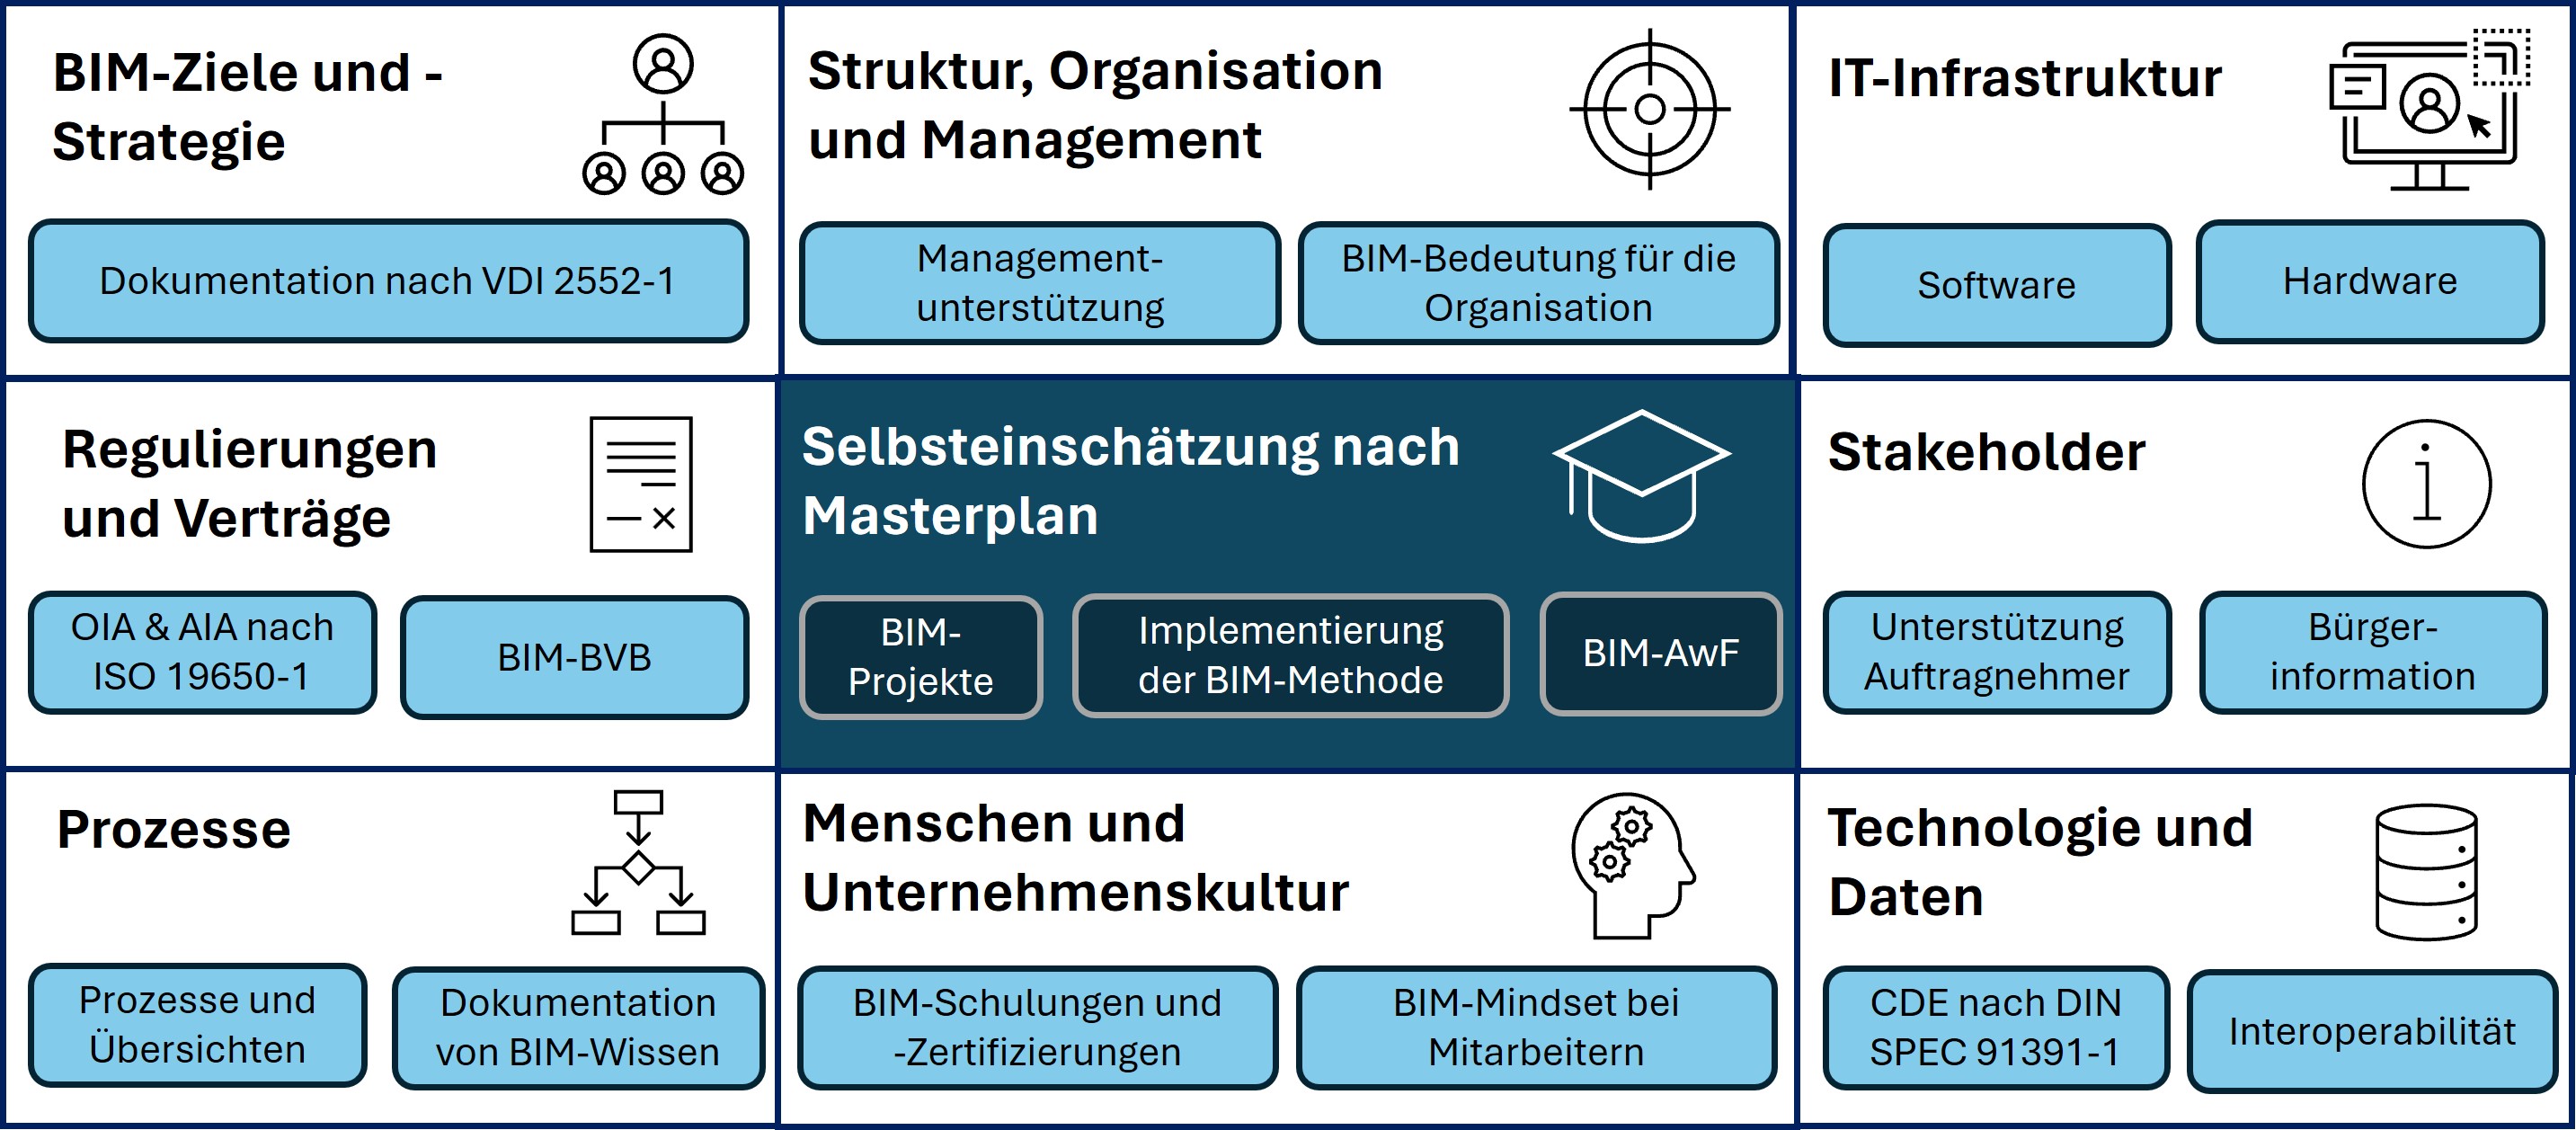 BIM-Ziele und -
Strategie
Dokumentation nach VDI 2552-1
Struktur, Organisation
und Management
Management-
unterstützung
BIM-Bedeutung für die
Organisation
IT-Infrastruktur
Software
Hardware
Regulierungen
und Verträge
OIA & AIA nach
ISO 19650-1
BIM-BVB
Selbsteinschätzung nach
Masterplan
BIM-
Projekte
Implementierung
der BIM-Methode
BIM-AwF
Stakeholder
Unterstützung
Auftragnehmer
Bürger-
information
Prozesse
Prozesse und
Übersichten
Dokumentation
von BIM-Wissen
Menschen und
Unternehmenskultur
BIM-Schulungen und
-Zertifizierungen
BIM-Mindset bei
Mitarbeitern
Technologie und
Daten
CDE nach DIN
SPEC 91391-1
Interoperabilität